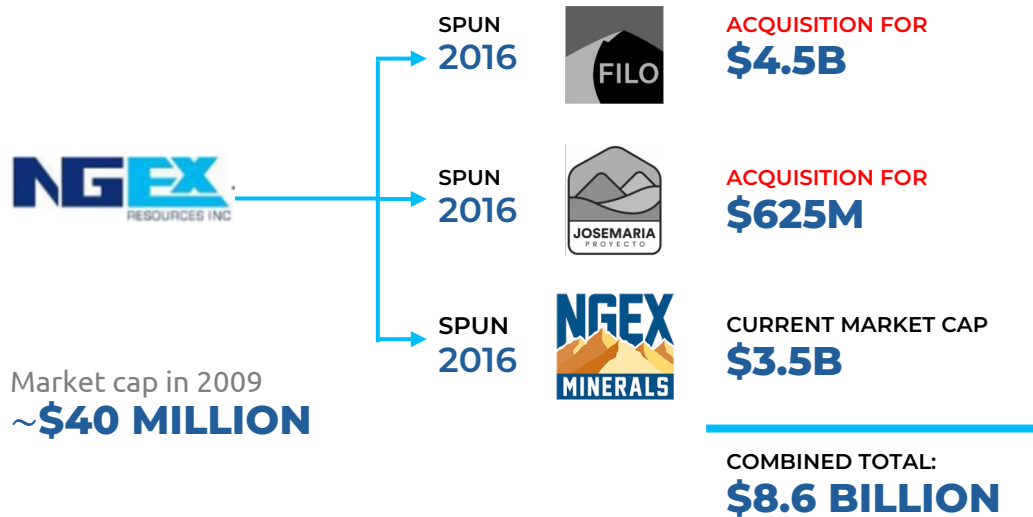 SPUN
2016
FILO
ACQUISITION FOR
$4.5B
NGEX
RESOURCES INC
SPUN
2016
JOSEMARIA
PROYECTO
ACQUISITION FOR
$625M
SPUN
2016
NGEX
MINERALS
CURRENT MARKET CAP
$3.5B
Market cap in 2009
~$40 MILLION
COMBINED TOTAL:
$8.6 BILLION